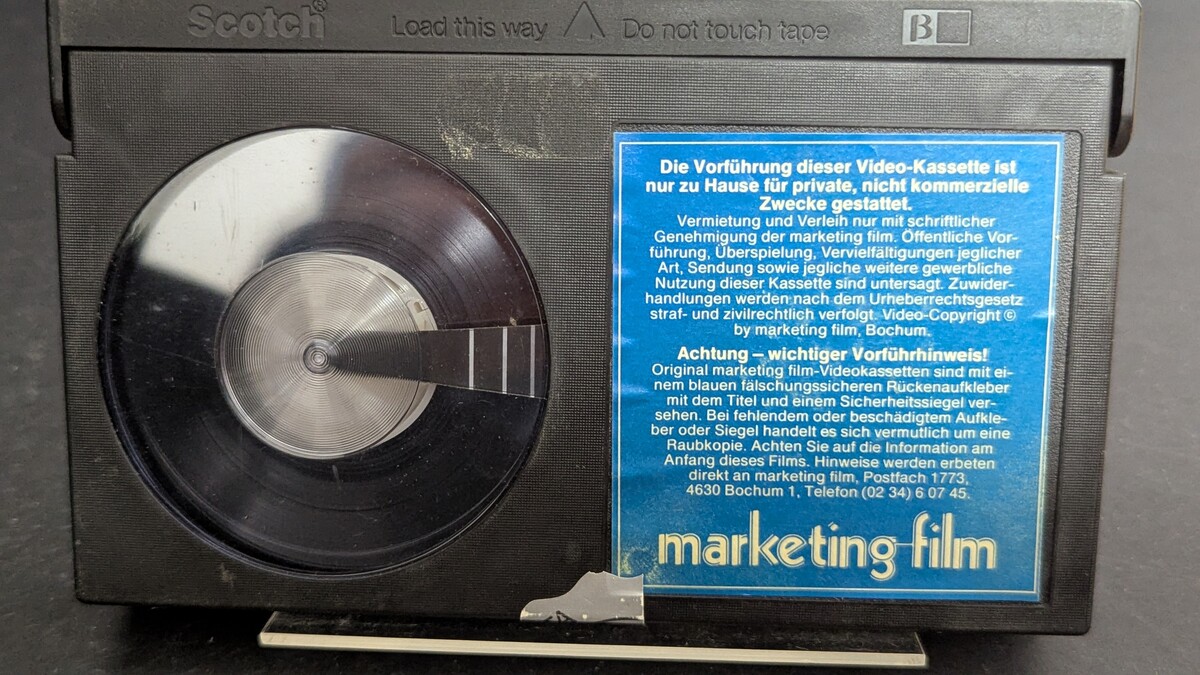 Scotch®
Load this way Do not touch tape
β
Die Vorführung dieser Video-Kassette ist
nur zu Hause für private, nicht kommerzielle
Zwecke gestattet.
Vermietung und Verleih nur mit schriftlicher
Genehmigung der marketing film. Öffentliche Vor-
führung, Überspielung, Vervielfältigungen jeglicher
Art, Sendung sowie jegliche weitere gewerbliche
Nutzung dieser Kassette sind untersagt. Zuwider-
handlungen werden nach dem Urheberrechtsgesetz
straf- und zivilrechtlich verfolgt. Video-Copyright ©
by marketing film, Bochum.
Achtung – wichtiger Vorführhinweis!
Original marketing film-Videokassetten sind mit ei-
nem blauen fälschungssicheren Rückenaufkleber
mit dem Titel und einem Sicherheitssiegel ver-
sehen. Bei fehlendem oder beschädigtem Aufkle-
ber oder Siegel handelt es sich vermutlich um eine
Raubkopie. Achten Sie auf die Information am
Anfang dieses Films. Hinweise werden erbeten
direkt an marketing film, Postfach 1773,
4630 Bochum 1, Telefon (02 34) 6 07 45.
marketing film